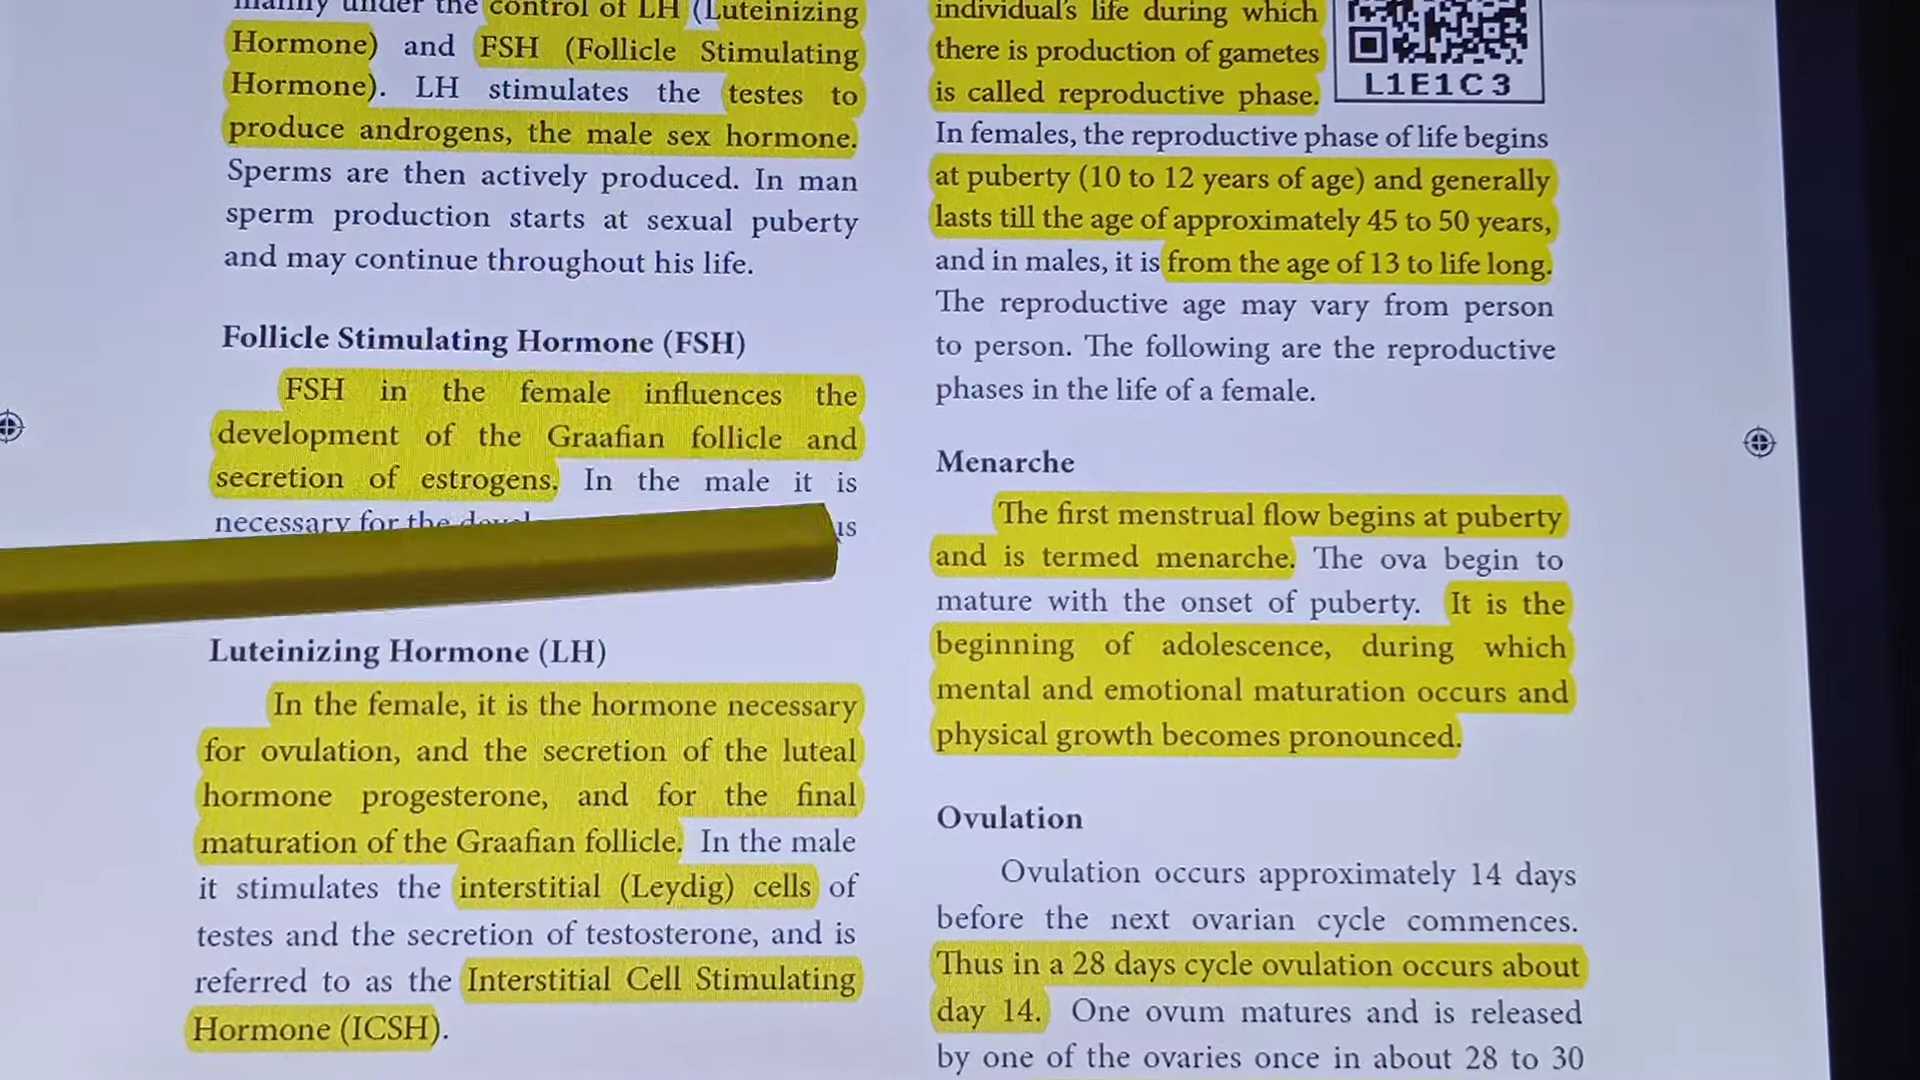 mainly under the control of LH (Luteinizing
Hormone) and FSH (Follicle Stimulating
Hormone). LH stimulates the testes to
produce androgens, the male sex hormone.
Sperms are then actively produced. In man
sperm production starts at sexual puberty
and may continue throughout his life.
Follicle Stimulating Hormone (FSH)
FSH in the female influences the
development of the Graafian follicle and
secretion of estrogens. In the male it is
necessary for the
Luteinizing Hormone (LH)
In the female, it is the hormone necessary
for ovulation, and the secretion of the luteal
hormone progesterone, and for the final
maturation of the Graafian follicle. In the male
it stimulates the interstitial (Leydig) cells of
testes and the secretion of testosterone, and is
referred to as the Interstitial Cell Stimulating
Hormone (ICSH).
individual's life during which
there is production of gametes
is called reproductive phase.
L1E1C3
In females, the reproductive phase of life begins
at puberty (10 to 12 years of age) and generally
lasts till the age of approximately 45 to 50 years,
and in males, it is from the age of 13 to life long.
The reproductive age may vary from person
to person. The following are the reproductive
phases in the life of a female.
Menarche
The first menstrual flow begins at puberty
and is termed menarche. The ova begin to
mature with the onset of puberty. It is the
beginning of adolescence, during which
mental and emotional maturation occurs and
physical growth becomes pronounced.
Ovulation
Ovulation occurs approximately 14 days
before the next ovarian cycle commences.
Thus in a 28 days cycle ovulation occurs about
day 14. One ovum matures and is released
by one of the ovaries once in about 28 to 30